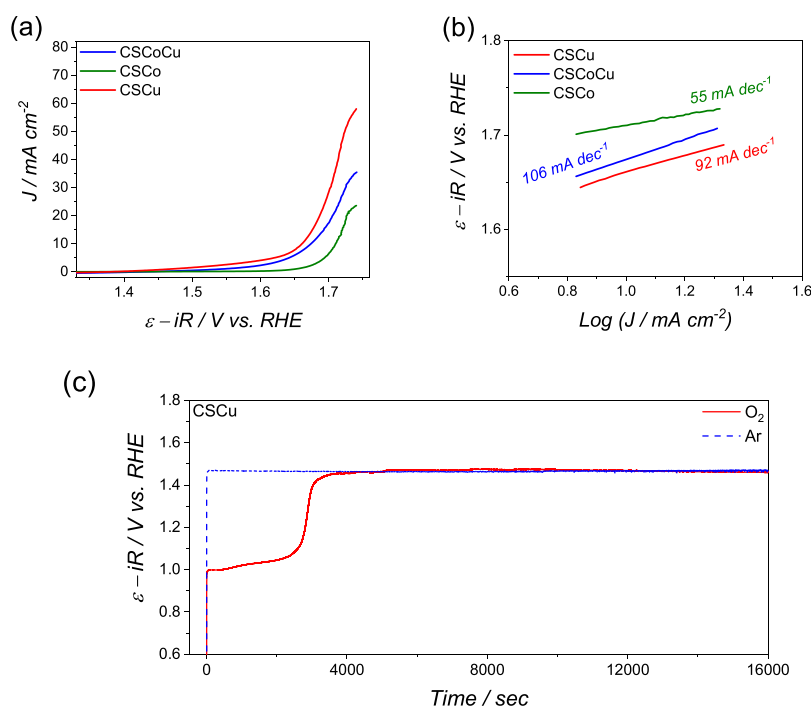 (a)
CSCoCu
CSCo
CSCu
J / mA cm-2
80
70
60
50
40
30
20
10
0
1.4 1.5 1.6 1.7
ε – iR / V vs. RHE
(b)
CSCu
CSCoCu
CSCo
ε – iR / V vs. RHE
1.8
1.7
1.6
55 mA dec-1
106 mA dec-1
92 mA dec-1
0.6 0.8 1.0 1.2 1.4 1.6
Log (J / mA cm-2)
(c)
CSCu
O2
Ar
ε – iR / V vs. RHE
1.8
1.6
1.4
1.2
1.0
0.8
0.6
0 4000 8000 12000 16000
Time / sec